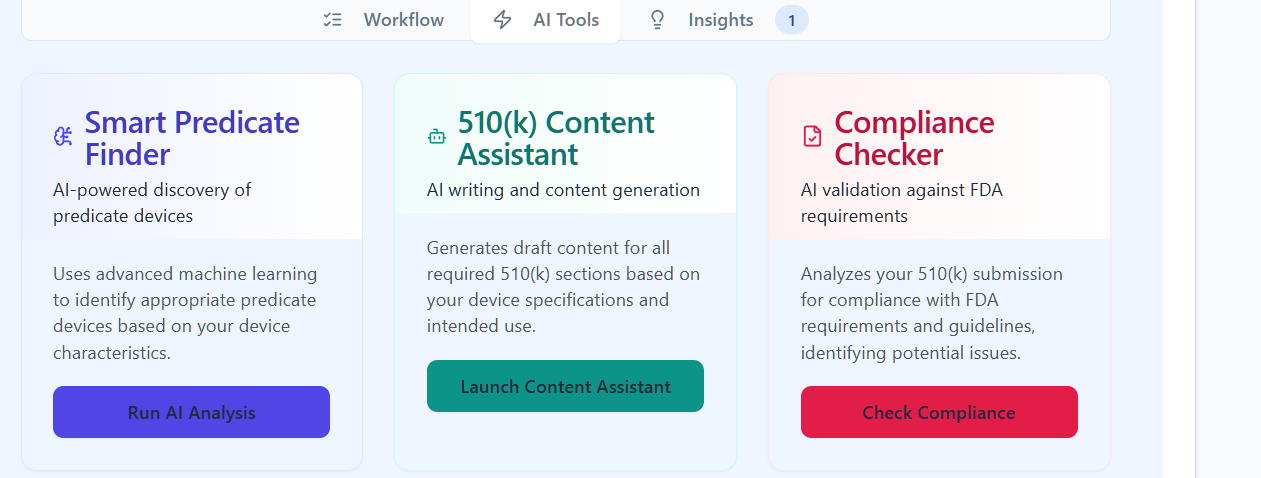 Workflow
AI Tools
Insights
1
Smart Predicate
Finder
AI-powered discovery of
predicate devices
Uses advanced machine learning
to identify appropriate predicate
devices based on your device
characteristics.
Run AI Analysis
510(k) Content
Assistant
AI writing and content generation
Generates draft content for all
required 510(k) sections based on
your device specifications and
intended use.
Launch Content Assistant
Compliance
Checker
AI validation against FDA
requirements
Analyzes your 510(k) submission
for compliance with FDA
requirements and guidelines,
identifying potential issues.
Check Compliance